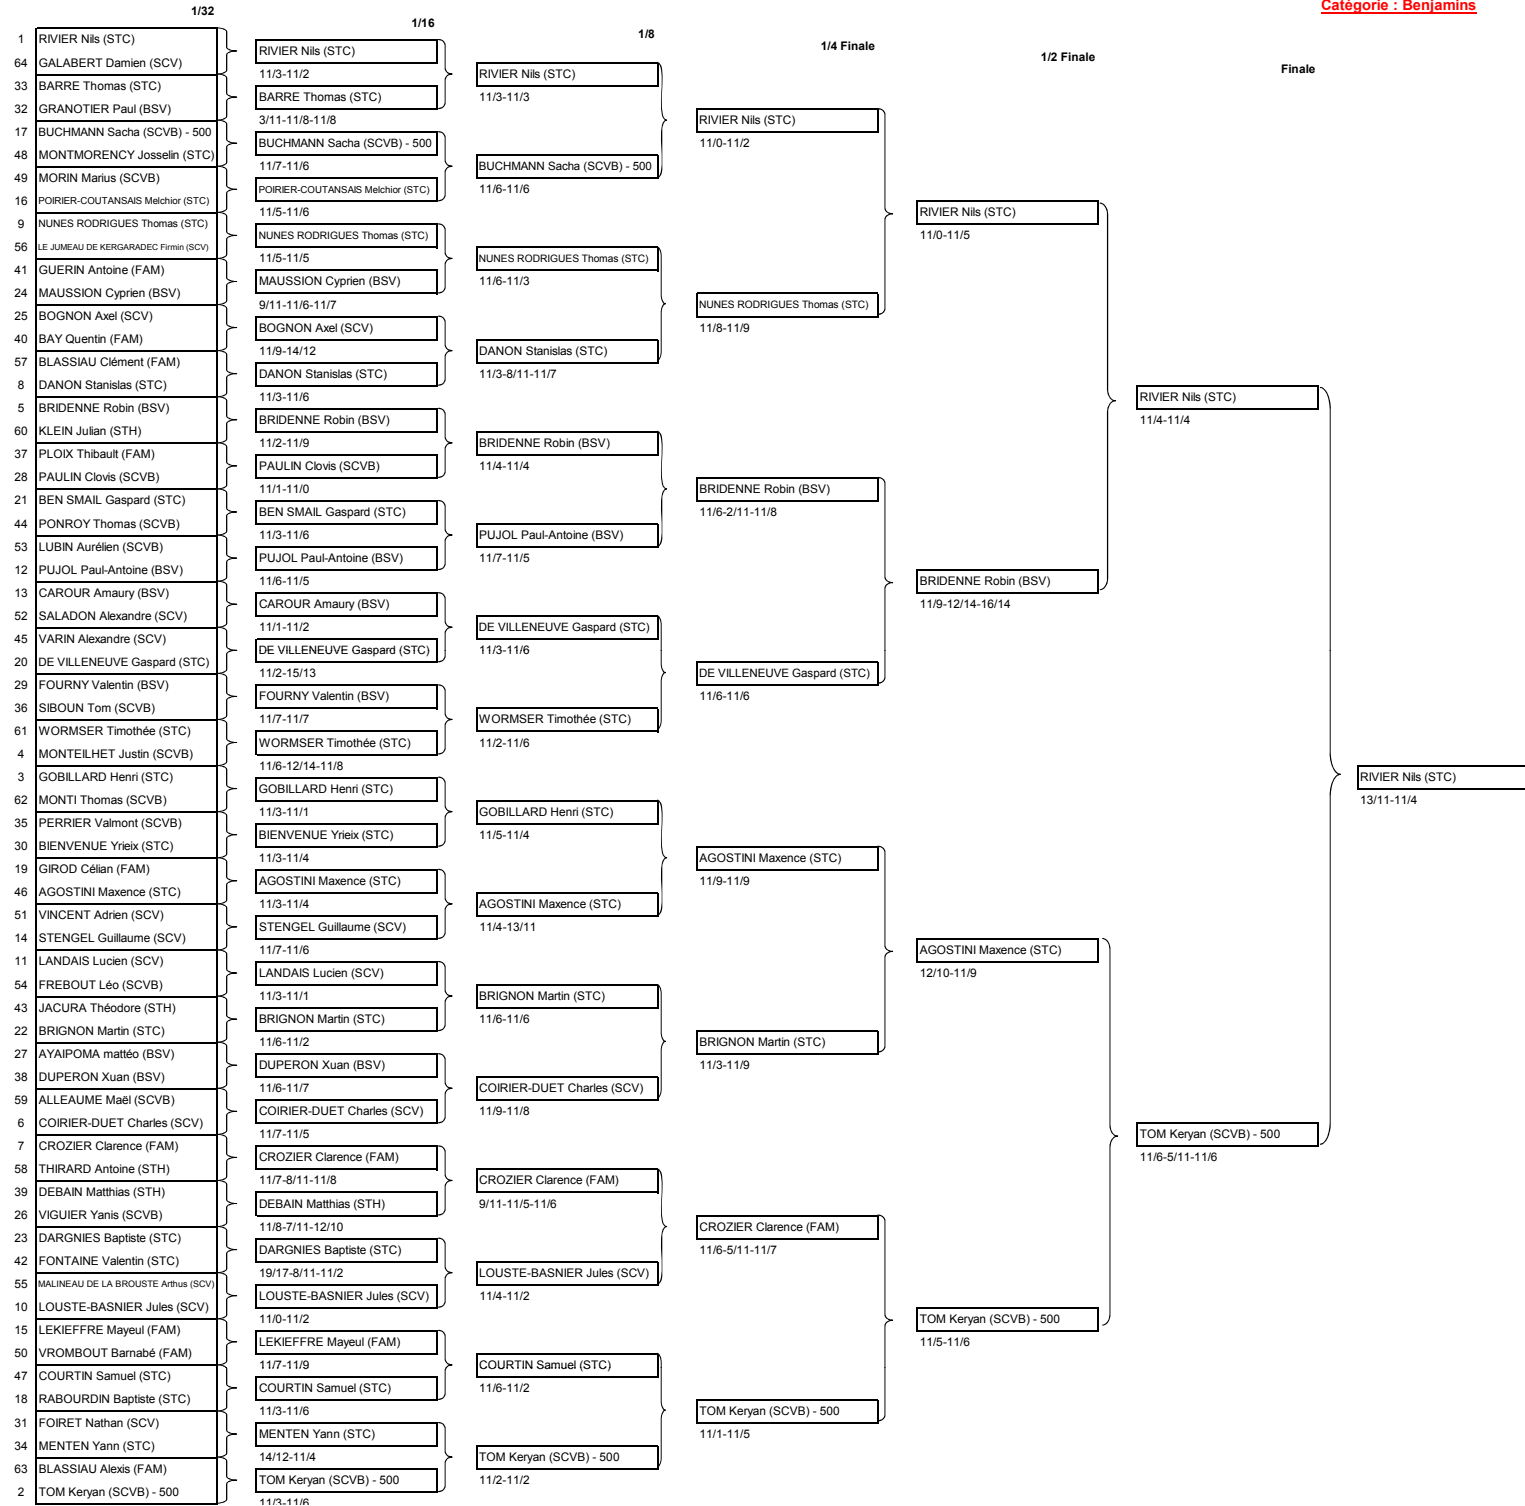 Catégorie : Benjamins
1/32
1/16
1/8
1/4 Finale
1/2 Finale
Finale
1 RIVIER Nils (STC)
64 GALABERT Damien (SCV)
33 BARRE Thomas (STC)
32 GRANOTIER Paul (BSV)
17 BUCHMANN Sacha (SCVB) - 500
48 MONTMORENCY Josselin (STC)
49 MORIN Marius (SCVB)
16 POIRIER-COUTANSAIS Melchior (STC)
9 NUNES RODRIGUES Thomas (STC)
56 LE JUMEAU DE KERGARADEC Firmin (SCV)
41 GUERIN Antoine (FAM)
24 MAUSSION Cyprien (BSV)
25 BOGNON Axel (SCV)
40 BAY Quentin (FAM)
57 BLASSIAU Clément (FAM)
8 DANON Stanislas (STC)
5 BRIDENNE Robin (BSV)
60 KLEIN Julian (STH)
37 PLOIX Thibault (FAM)
28 PAULIN Clovis (SCVB)
21 BEN SMAIL Gaspard (STC)
44 PONROY Thomas (SCVB)
53 LUBIN Aurélien (SCVB)
12 PUJOL Paul-Antoine (BSV)
13 CAROUR Amaury (BSV)
52 SALADON Alexandre (SCV)
45 VARIN Alexandre (SCV)
20 DE VILLENEUVE Gaspard (STC)
29 FOURNY Valentin (BSV)
36 SIBOUN Tom (SCVB)
61 WORMSER Timothée (STC)
4 MONTEILHET Justin (SCVB)
3 GOBILLARD Henri (STC)
62 MONTI Thomas (SCVB)
35 PERRIER Valmont (SCVB)
30 BIENVENUE Yrieix (STC)
19 GIROD Célian (FAM)
46 AGOSTINI Maxence (STC)
51 VINCENT Adrien (SCV)
14 STENGEL Guillaume (SCV)
11 LANDAIS Lucien (SCV)
54 FREBOUT Léo (SCVB)
43 JACURA Théodore (STH)
22 BRIGNON Martin (STC)
27 AYAIPOMA mattéo (BSV)
38 DUPERON Xuan (BSV)
59 ALLEAUME Maël (SCVB)
6 COIRIER-DUET Charles (SCV)
7 CROZIER Clarence (FAM)
58 THIRARD Antoine (STH)
39 DEBAIN Matthias (STH)
26 VIGUIER Yanis (SCVB)
23 DARGNIES Baptiste (STC)
42 FONTAINE Valentin (STC)
55 MALINEAU DE LA BROUSTE Arthus (SCV)
10 LOUSTE-BASNIER Jules (SCV)
15 LEKIEFFRE Mayeul (FAM)
50 VROMBOUT Barnabé (FAM)
47 COURTIN Samuel (STC)
18 RABOURDIN Baptiste (STC)
31 FOIRET Nathan (SCV)
34 MENTEN Yann (STC)
63 BLASSIAU Alexis (FAM)
2 TOM Keryan (SCVB) - 500
RIVIER Nils (STC)
11/3-11/2
BARRE Thomas (STC)
3/11-11/8-11/8
BUCHMANN Sacha (SCVB) - 500
11/7-11/6
POIRIER-COUTANSAIS Melchior (STC)
11/5-11/6
NUNES RODRIGUES Thomas (STC)
11/5-11/5
MAUSSION Cyprien (BSV)
9/11-11/6-11/7
BOGNON Axel (SCV)
11/9-14/12
DANON Stanislas (STC)
11/3-11/6
BRIDENNE Robin (BSV)
11/2-11/9
PAULIN Clovis (SCVB)
11/1-11/0
BEN SMAIL Gaspard (STC)
11/3-11/6
PUJOL Paul-Antoine (BSV)
11/6-11/5
CAROUR Amaury (BSV)
11/1-11/2
DE VILLENEUVE Gaspard (STC)
11/2-15/13
FOURNY Valentin (BSV)
11/7-11/7
WORMSER Timothée (STC)
11/6-12/14-11/8
GOBILLARD Henri (STC)
11/3-11/1
BIENVENUE Yrieix (STC)
11/3-11/4
AGOSTINI Maxence (STC)
11/3-11/4
STENGEL Guillaume (SCV)
11/7-11/6
LANDAIS Lucien (SCV)
11/3-11/1
BRIGNON Martin (STC)
11/6-11/2
DUPERON Xuan (BSV)
11/6-11/7
COIRIER-DUET Charles (SCV)
11/7-11/5
CROZIER Clarence (FAM)
11/7-8/11-11/8
DEBAIN Matthias (STH)
11/8-7/11-12/10
DARGNIES Baptiste (STC)
19/17-8/11-11/2
LOUSTE-BASNIER Jules (SCV)
11/0-11/2
LEKIEFFRE Mayeul (FAM)
11/7-11/9
COURTIN Samuel (STC)
11/3-11/6
MENTEN Yann (STC)
14/12-11/4
TOM Keryan (SCVB) - 500
11/3-11/6
RIVIER Nils (STC)
11/3-11/3
BUCHMANN Sacha (SCVB) - 500
11/6-11/6
NUNES RODRIGUES Thomas (STC)
11/6-11/3
DANON Stanislas (STC)
11/3-8/11-11/7
BRIDENNE Robin (BSV)
11/4-11/4
PUJOL Paul-Antoine (BSV)
11/7-11/5
DE VILLENEUVE Gaspard (STC)
11/3-11/6
WORMSER Timothée (STC)
11/2-11/6
GOBILLARD Henri (STC)
11/5-11/4
AGOSTINI Maxence (STC)
11/4-13/11
BRIGNON Martin (STC)
11/6-11/6
COIRIER-DUET Charles (SCV)
11/9-11/8
CROZIER Clarence (FAM)
9/11-11/5-11/6
LOUSTE-BASNIER Jules (SCV)
11/4-11/2
COURTIN Samuel (STC)
11/6-11/2
TOM Keryan (SCVB) - 500
11/2-11/2
RIVIER Nils (STC)
11/0-11/2
NUNES RODRIGUES Thomas (STC)
11/8-11/9
BRIDENNE Robin (BSV)
11/6-2/11-11/8
DE VILLENEUVE Gaspard (STC)
11/6-11/6
AGOSTINI Maxence (STC)
11/9-11/9
BRIGNON Martin (STC)
11/3-11/9
CROZIER Clarence (FAM)
11/6-5/11-11/7
TOM Keryan (SCVB) - 500
11/1-11/5
RIVIER Nils (STC)
11/0-11/5
BRIDENNE Robin (BSV)
11/9-12/14-16/14
AGOSTINI Maxence (STC)
12/10-11/9
TOM Keryan (SCVB) - 500
11/5-11/6
RIVIER Nils (STC)
11/4-11/4
TOM Keryan (SCVB) - 500
11/6-5/11-11/6
RIVIER Nils (STC)
13/11-11/4